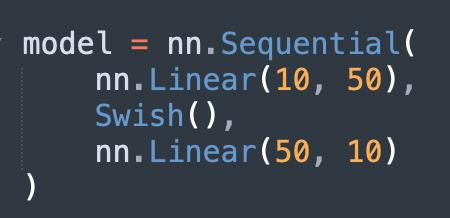 model = nn.Sequential(
    nn.Linear(10, 50),
    Swish(),
    nn.Linear(50, 10)
)